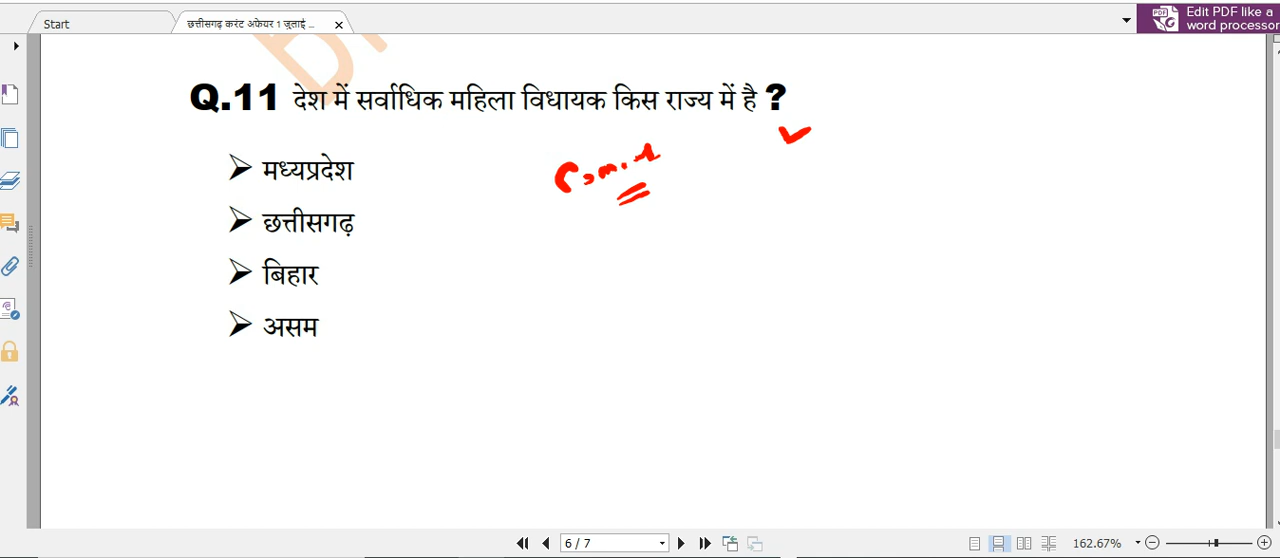 Start
छत्तीसगढ़ करंट अफेयर 1 जुलाई ...
Edit PDF like a
word processor
Q.11 देश में सर्वाधिक महिला विधायक किस राज्य में है ?
मध्यप्रदेश
छत्तीसगढ़
बिहार
असम
6 / 7
162.67%